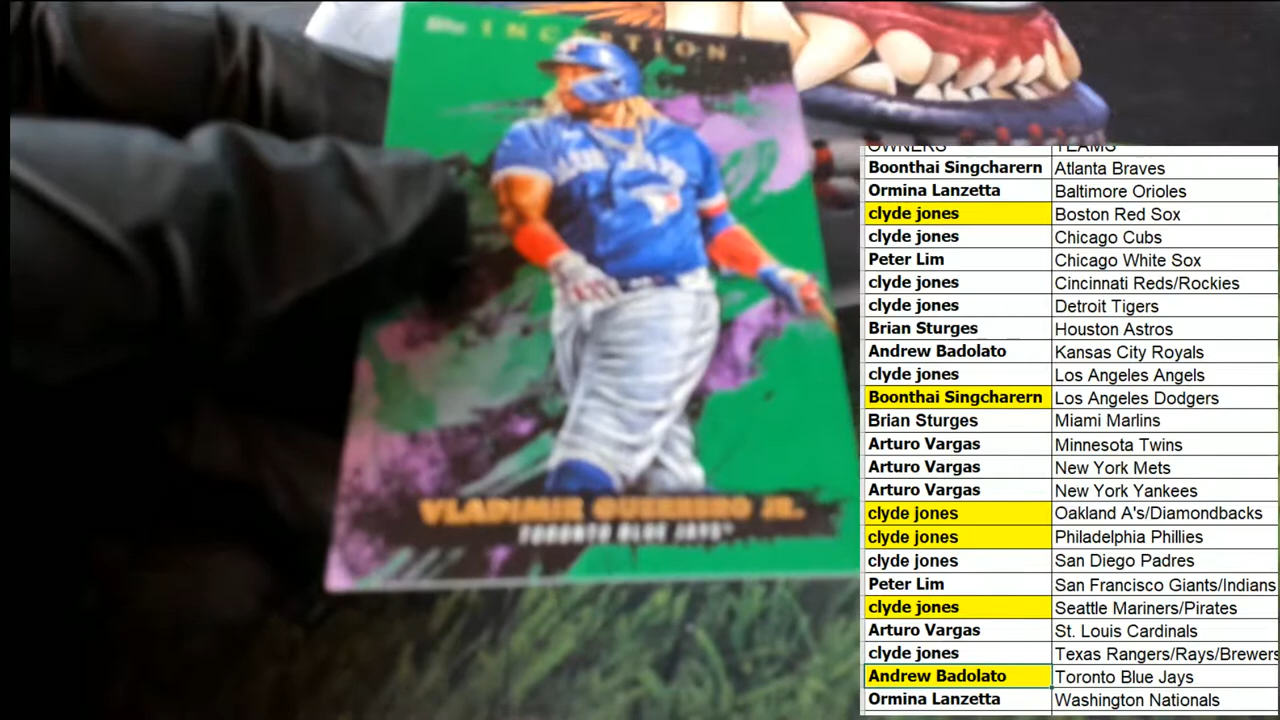 Topps INCEPTION
VLADIMIR GUERRERO JR.
TORONTO BLUE JAYS
OWNERS TEAMS
Boonthai Singcharern Atlanta Braves
Ormina Lanzetta Baltimore Orioles
clyde jones Boston Red Sox
clyde jones Chicago Cubs
Peter Lim Chicago White Sox
clyde jones Cincinnati Reds/Rockies
clyde jones Detroit Tigers
Brian Sturges Houston Astros
Andrew Badolato Kansas City Royals
clyde jones Los Angeles Angels
Boonthai Singcharern Los Angeles Dodgers
Brian Sturges Miami Marlins
Arturo Vargas Minnesota Twins
Arturo Vargas New York Mets
Arturo Vargas New York Yankees
clyde jones Oakland A's/Diamondbacks
clyde jones Philadelphia Phillies
clyde jones San Diego Padres
Peter Lim San Francisco Giants/Indians
clyde jones Seattle Mariners/Pirates
Arturo Vargas St. Louis Cardinals
clyde jones Texas Rangers/Rays/Brewers
Andrew Badolato Toronto Blue Jays
Ormina Lanzetta Washington Nationals